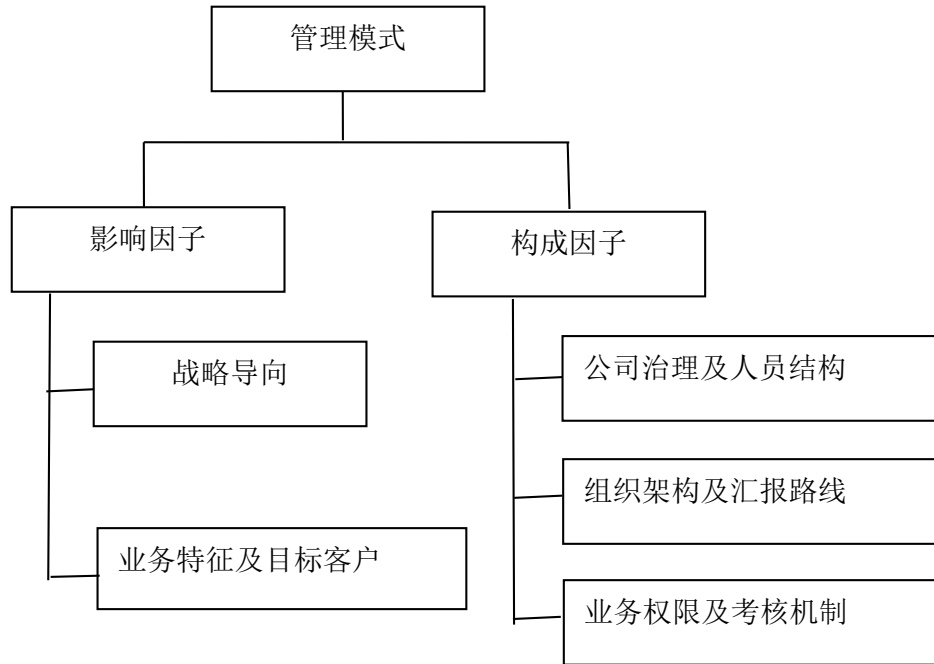 管理模式
影响因子
构成因子
战略导向
公司治理及人员结构
组织架构及汇报路线
业务特征及目标客户
业务权限及考核机制